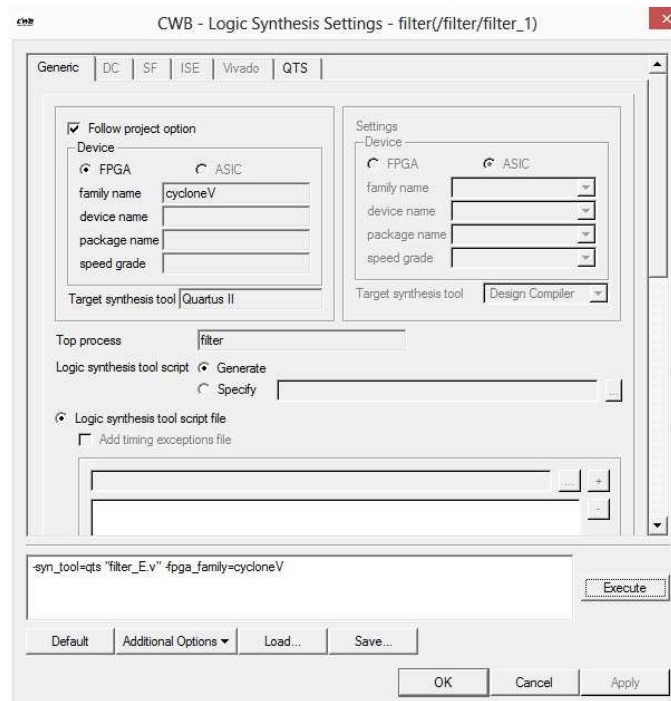 CWB
CWB - Logic Synthesis Settings - filter(/filter/filter_1)
x
Generic DC SF ISE Vivado QTS
Follow project option
Device
FPGA ASIC
family name cycloneV
device name
package name
speed grade
Target synthesis tool Quartus II
Settings
Device
FPGA ASIC
family name
device name
package name
speed grade
Target synthesis tool Design Compiler
Top process filter
Logic synthesis tool script Generate
Specify ...
Logic synthesis tool script file
Add timing exceptions file
... +
-
-syn_tool=qts "filter_E.v" -fpga_family=cycloneV
Execute
Default Additional Options Load... Save...
OK Cancel Apply